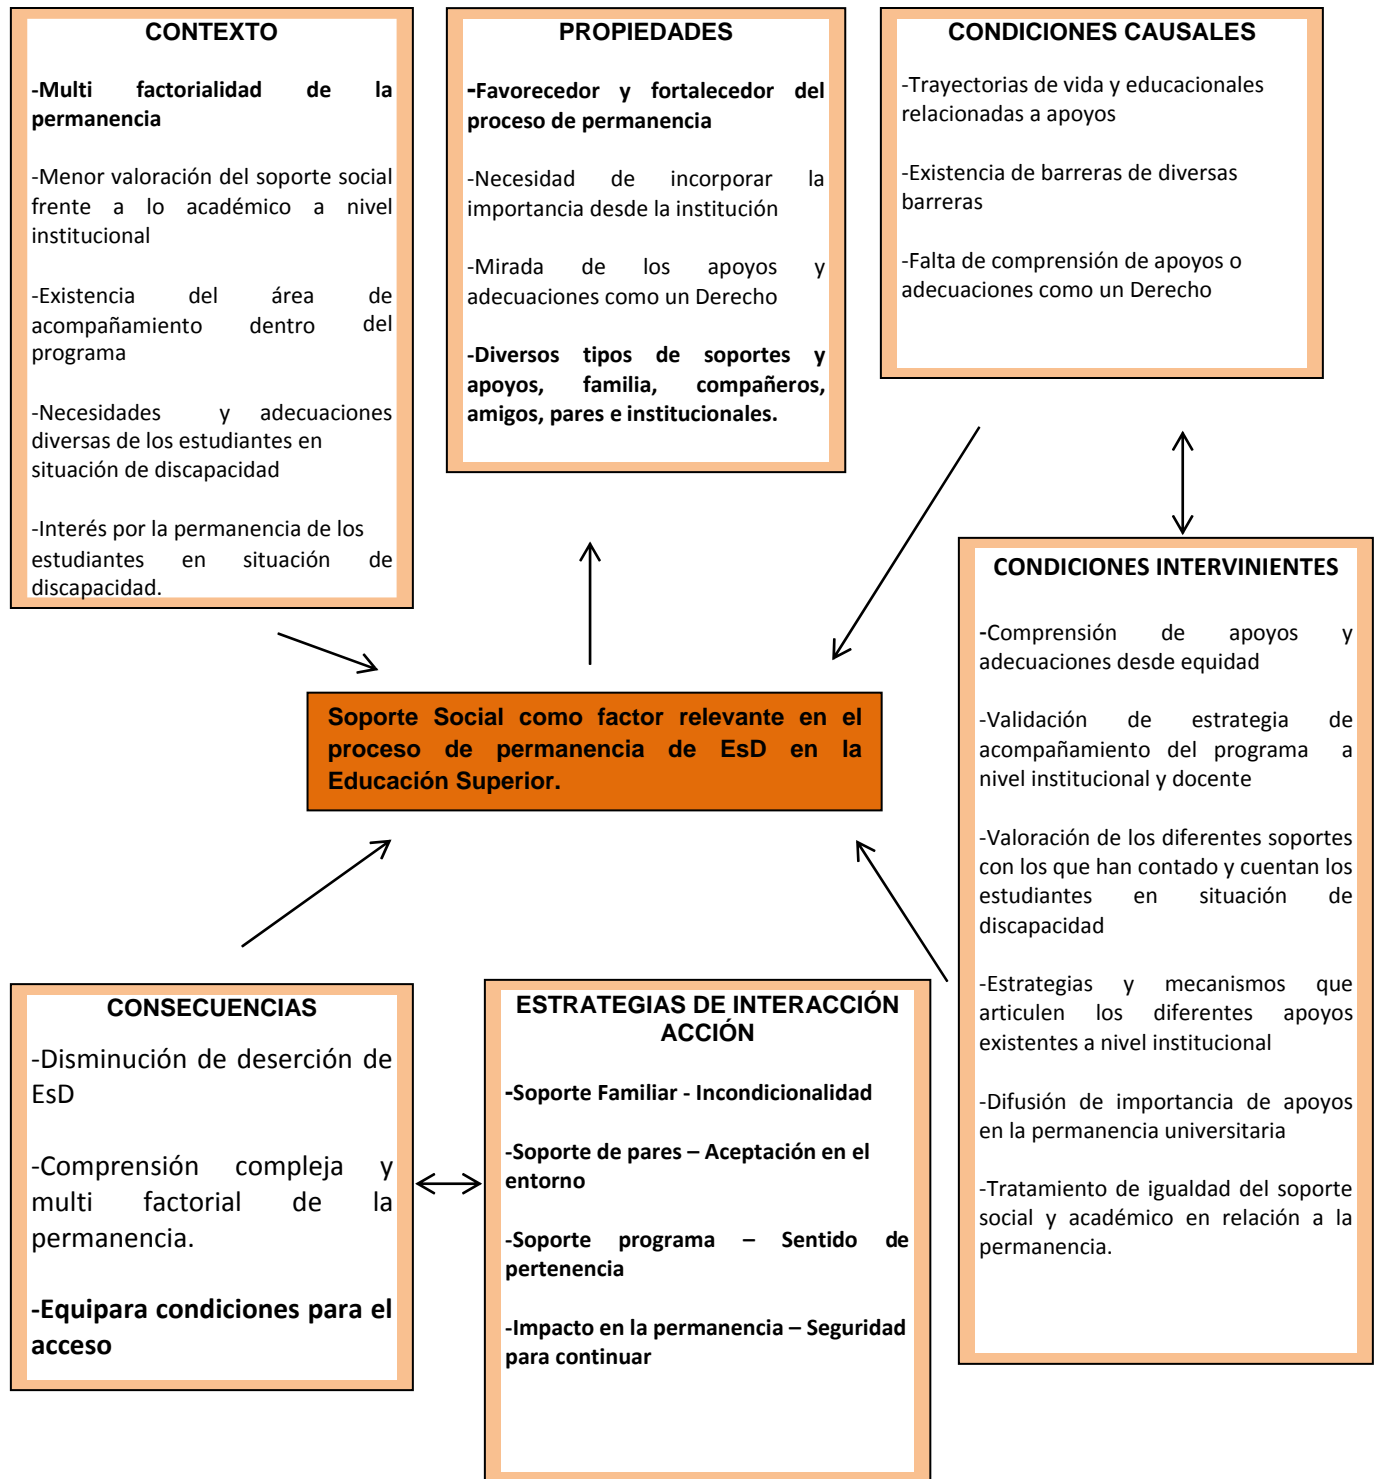 CONTEXTO
-Multi factorialidad de la
permanencia
-Menor valoración del soporte social
frente a lo académico a nivel
institucional
-Existencia del área de
acompañamiento dentro del
programa
-Necesidades y adecuaciones
diversas de los estudiantes en
situación de discapacidad
-Interés por la permanencia de los
estudiantes en situación de
discapacidad.
PROPIEDADES
-Favorecedor y fortalecedor del
proceso de permanencia
-Necesidad de incorporar la
importancia desde la institución
-Mirada de los apoyos y
adecuaciones como un Derecho
-Diversos tipos de soportes y
apoyos, familia, compañeros,
amigos, pares e institucionales.
CONDICIONES CAUSALES
-Trayectorias de vida y educacionales
relacionadas a apoyos
-Existencia de barreras de diversas
barreras
-Falta de comprensión de apoyos o
adecuaciones como un Derecho
Soporte Social como factor relevante en el
proceso de permanencia de EsD en la
Educación Superior.
CONDICIONES INTERVINIENTES
-Comprensión de apoyos y
adecuaciones desde equidad
-Validación de estrategia de
acompañamiento del programa a
nivel institucional y docente
-Valoración de los diferentes soportes
con los que han contado y cuentan los
estudiantes en situación de
discapacidad
-Estrategias y mecanismos que
articulen los diferentes apoyos
existentes a nivel institucional
-Difusión de importancia de apoyos
en la permanencia universitaria
-Tratamiento de igualdad del soporte
social y académico en relación a la
permanencia.
CONSECUENCIAS
-Disminución de deserción de
EsD
-Comprensión compleja y
multi factorial de la
permanencia.
-Equipara condiciones para el
acceso
ESTRATEGIAS DE INTERACCIÓN
ACCIÓN
-Soporte Familiar - Incondicionalidad
-Soporte de pares – Aceptación en el
entorno
-Soporte programa – Sentido de
pertenencia
-Impacto en la permanencia – Seguridad
para continuar